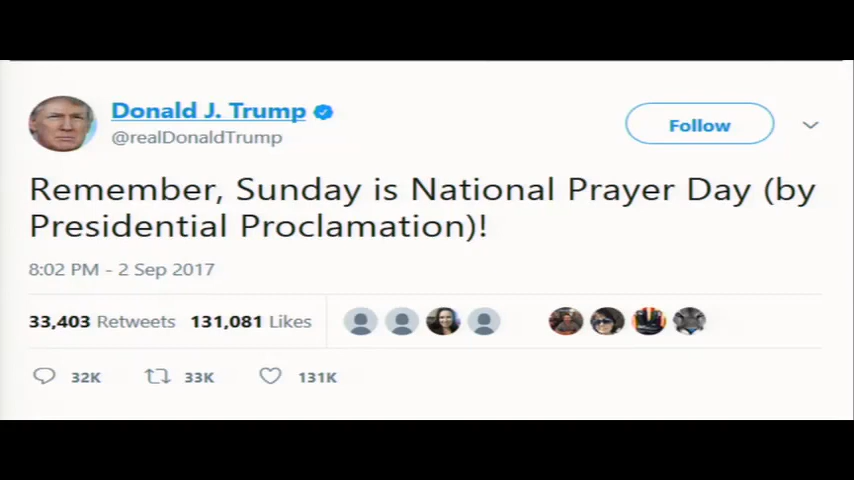 Donald J. Trump
@realDonaldTrump
Follow
Remember, Sunday is National Prayer Day (by
Presidential Proclamation)!
8:02 PM - 2 Sep 2017
33,403 Retweets 131,081 Likes
32K 33K 131K